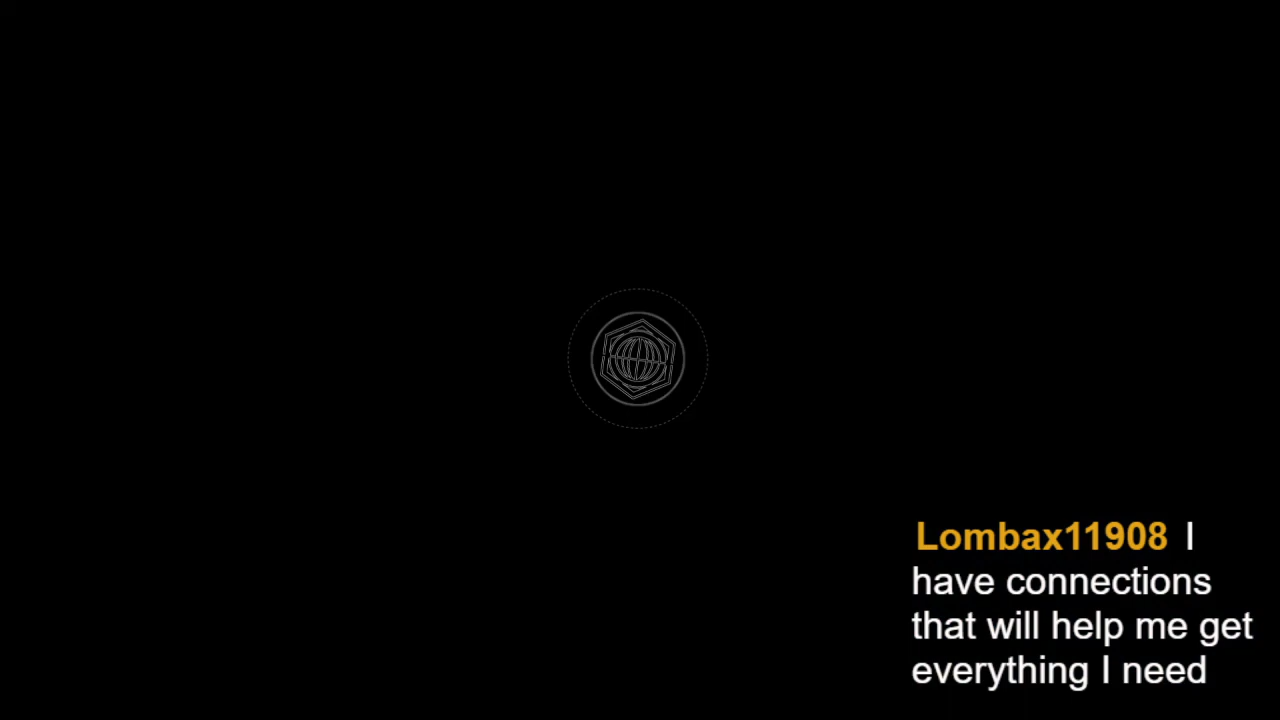 Lombax11908 I
have connections
that will help me get
everything I need